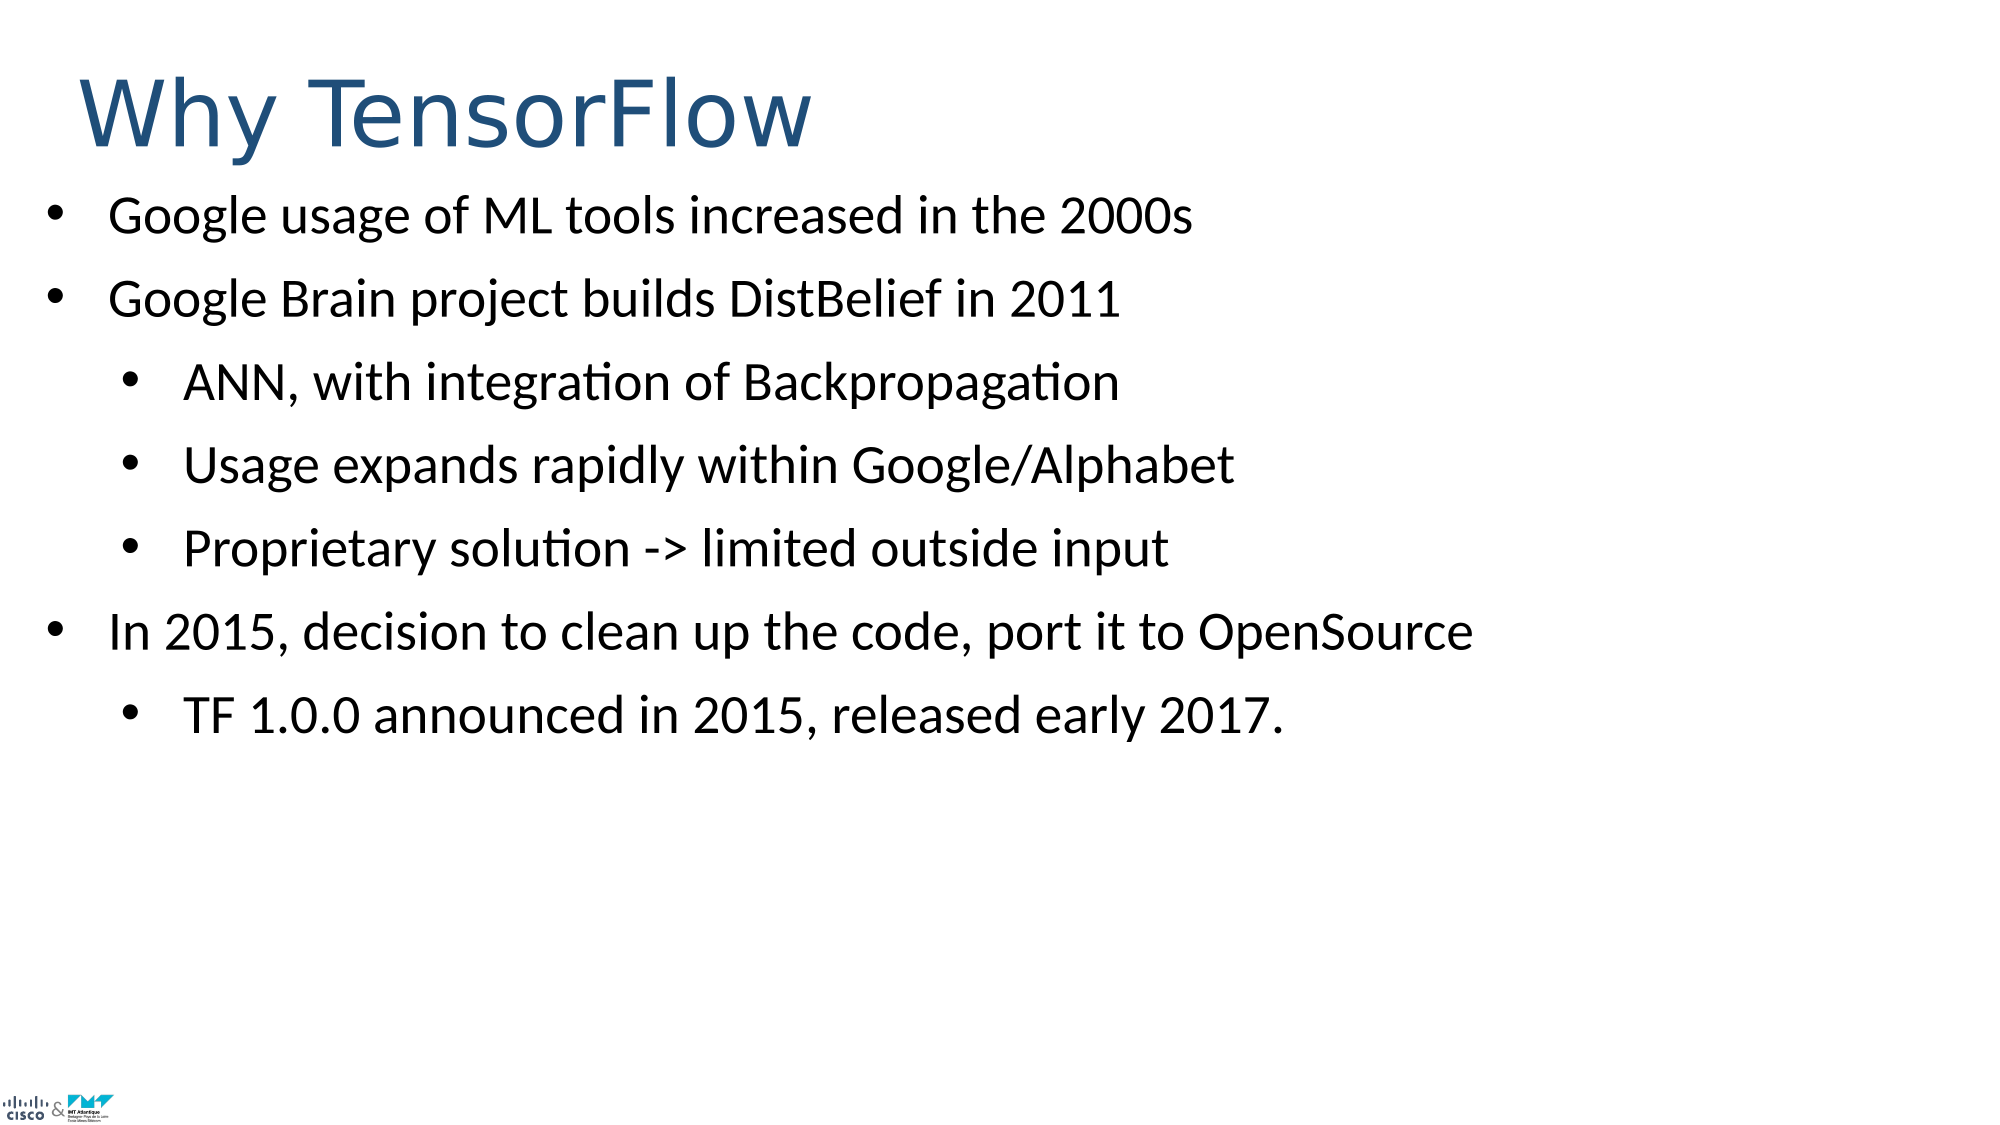 Why TensorFlow
• Google usage of ML tools increased in the 2000s
• Google Brain project builds DistBelief in 2011
• ANN, with integration of Backpropagation
• Usage expands rapidly within Google/Alphabet
• Proprietary solution -> limited outside input
• In 2015, decision to clean up the code, port it to OpenSource
• TF 1.0.0 announced in 2015, released early 2017.
CISCO & IMT Atlantique